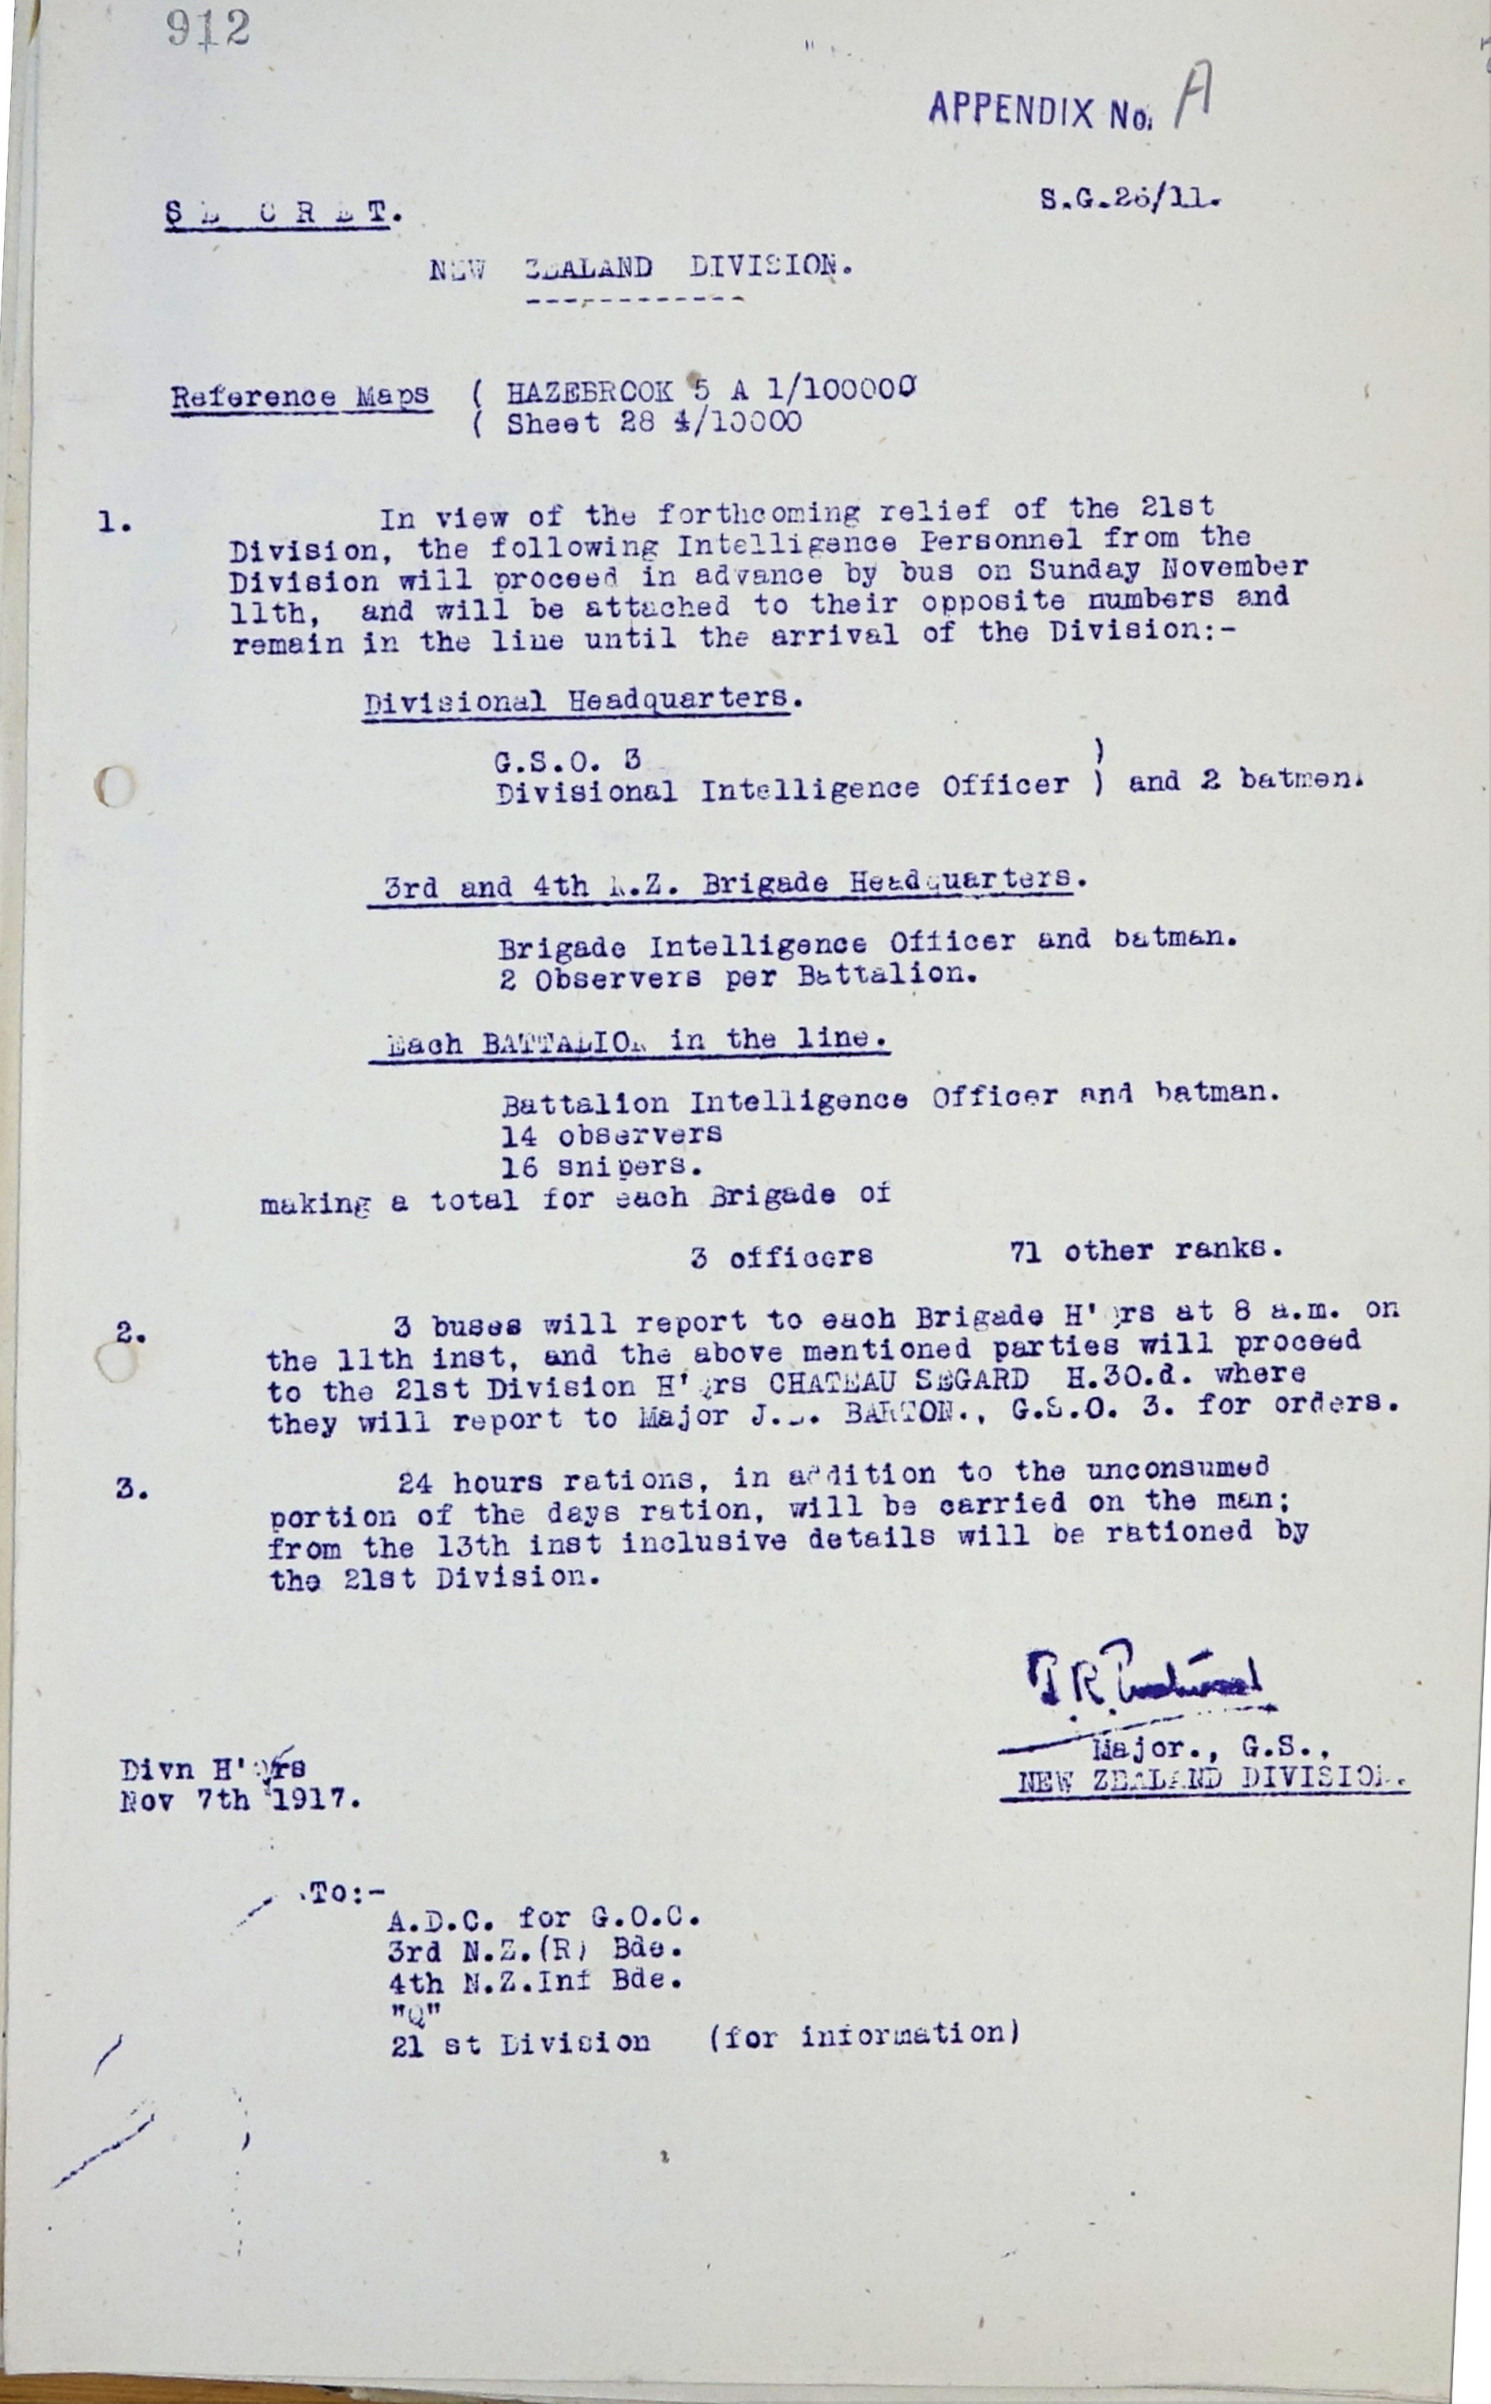 912
APPENDIX No. A
S E C R E T.
S.G.26/11.
NEW ZEALAND DIVISION.
------------
Reference Maps ( HAZEBROOK 5 A 1/100000
( Sheet 28 1/10000
1. In view of the forthcoming relief of the 21st
Division, the following Intelligence Personnel from the
Division will proceed in advance by bus on Sunday November
11th, and will be attached to their opposite numbers and
remain in the line until the arrival of the Division:-
Divisional Headquarters.
G.S.O. 3 )
Divisional Intelligence Officer ) and 2 batmen.
3rd and 4th N.Z. Brigade Headquarters.
Brigade Intelligence Officer and batman.
2 Observers per Battalion.
Each BATTALION in the line.
Battalion Intelligence Officer and batman.
14 observers
16 snipers.
making a total for each Brigade of
3 officers 71 other ranks.
2. 3 buses will report to each Brigade H'Qrs at 8 a.m. on
the 11th inst, and the above mentioned parties will proceed
to the 21st Division H'Qrs CHATEAU SEGARD H.30.d. where
they will report to Major BARTON., G.S.O. 3. for orders.
3. 24 hours rations, in addition to the unconsumed
portion of the days ration, will be carried on the man;
from the 13th inst inclusive details will be rationed by
the 21st Division.
Major., G.S.,
NEW ZEALAND DIVISION.
Divn H'Qrs
Nov 7th 1917.
To:-
A.D.C. for G.O.C.
3rd N.Z.(R) Bde.
4th N.Z.Inf Bde.
"Q"
21 st Division (for information)